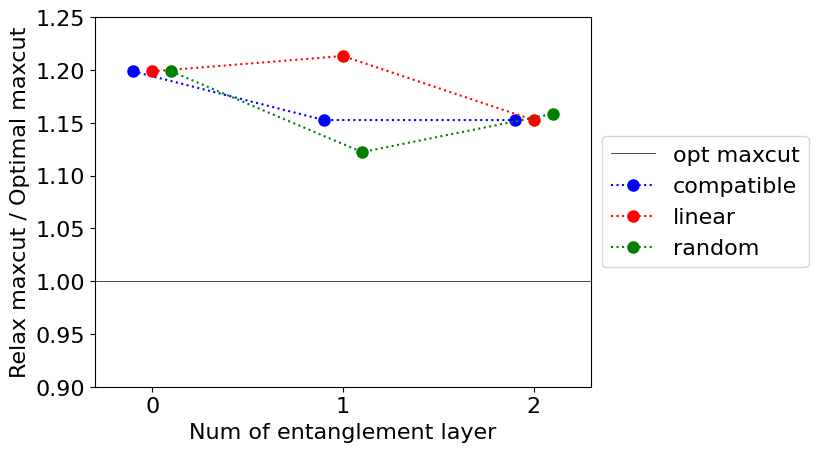 Relax maxcut / Optimal maxcut
1.25
1.20
1.15
1.10
1.05
1.00
0.95
0.90
0
1
2
Num of entanglement layer
opt maxcut
compatible
linear
random